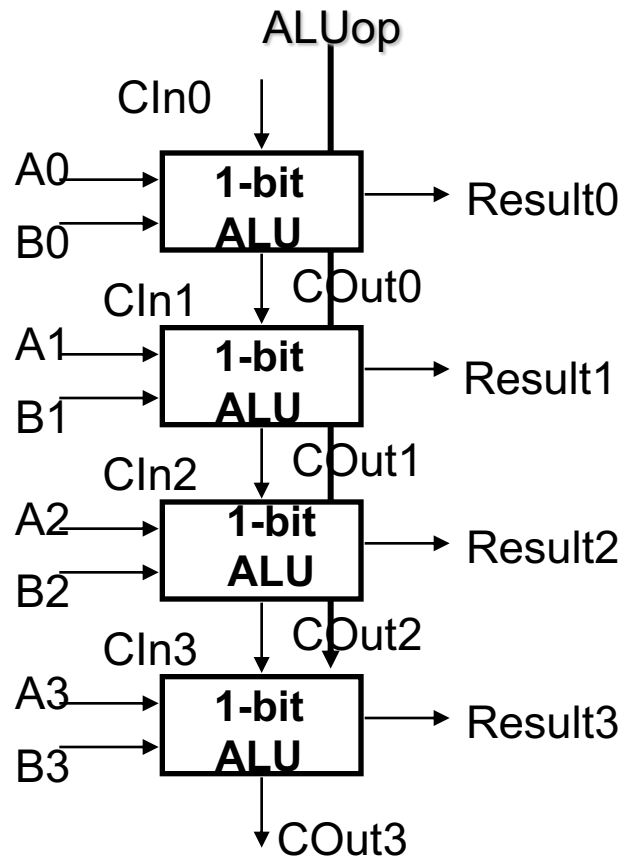 ALUop
CIn0
A0
1-bit
ALU
B0
Result0
CIn1
COut0
A1
1-bit
ALU
B1
Result1
CIn2
COut1
A2
1-bit
ALU
B2
Result2
CIn3
COut2
A3
1-bit
ALU
B3
Result3
COut3